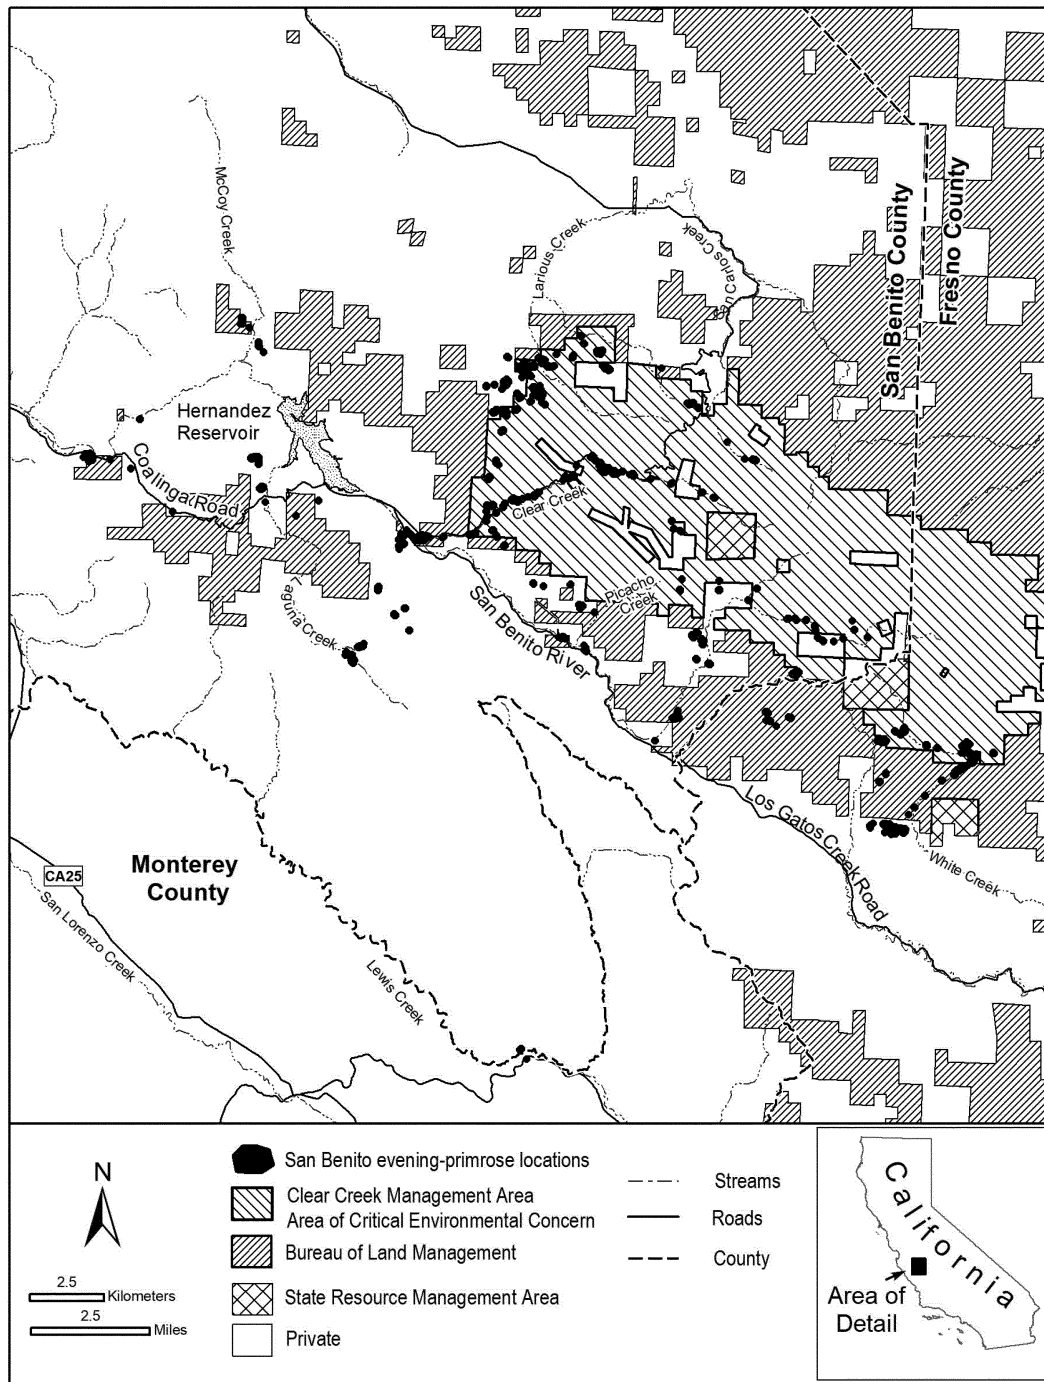 McCoy Creek
Larious Creek
San Carlos Creek
San Benito County
Fresno County
Hernandez
Reservoir
Coalinga Road
Clear Creek
Laguna Creek
Picacho
Creek
San Benito River
Los Gatos Creek Road
White Creek
Monterey
County
CA25
San Lorenzo Creek
Lewis Creek
N
2.5
Kilometers
2.5
Miles
San Benito evening-primrose locations
Clear Creek Management Area
Area of Critical Environmental Concern
Bureau of Land Management
State Resource Management Area
Private
Streams
Roads
County
California
Area of
Detail